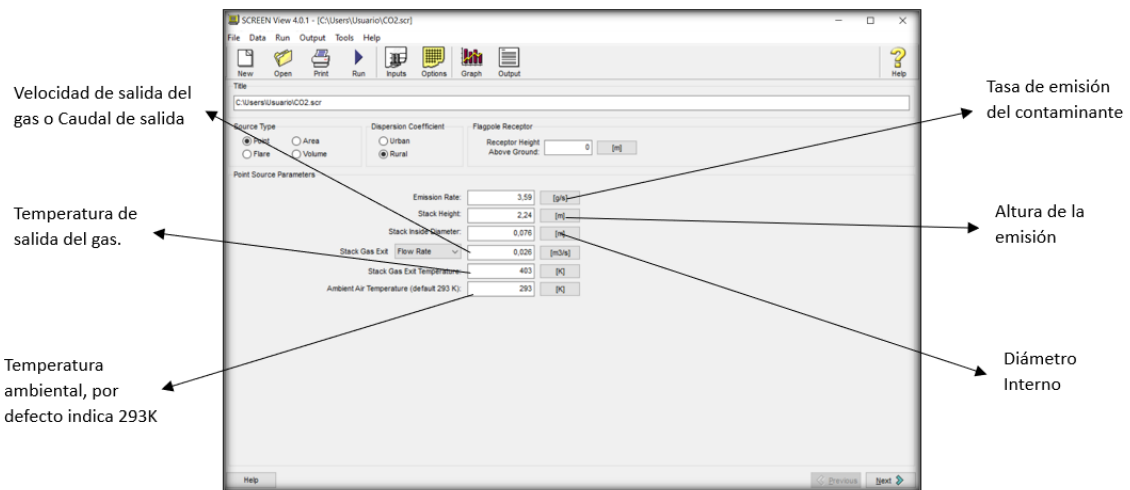 SCREEN View 4.0.1 - [C:\Users\Usuario\CO2.scr]
File Data Run Output Tools Help
New Open Print Run Inputs Options Graph Output Help
Title
C:\Users\Usuario\CO2.scr
Source Type
Point Area
Flare Volume
Dispersion Coefficient
Urban
Rural
Flagpole Receptor
Receptor Height
Above Ground: 0 [m]
Point Source Parameters
Emission Rate: 3,59 [g/s]
Stack Height: 2,24 [m]
Stack Inside Diameter: 0,076 [m]
Stack Gas Exit Flow Rate 0,026 [m3/s]
Stack Gas Exit Temperature: 403 [K]
Ambient Air Temperature (default 293 K): 293 [K]
Help Previous Next
Velocidad de salida del
gas o Caudal de salida
Temperatura de
salida del gas.
Temperatura
ambiental, por
defecto indica 293K
Tasa de emisión
del contaminante
Altura de la
emisión
Diámetro
Interno